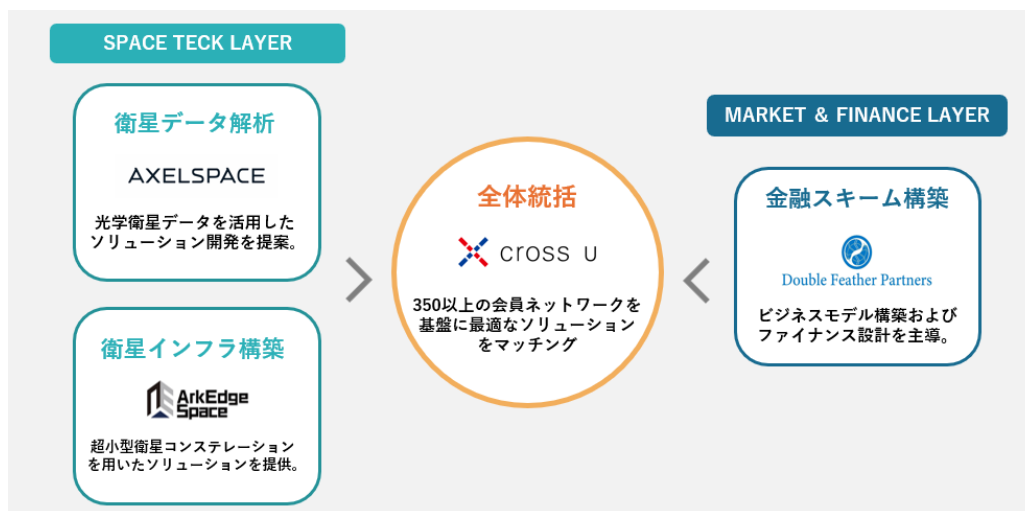 SPACE TECK LAYER
衛星データ解析
AXELSPACE
光学衛星データを活用した
ソリューション開発を提案。
衛星インフラ構築
ArkEdge
Space
超小型衛星コンステレーション
を用いたソリューションを提供。
全体統括
cross u
350以上の会員ネットワークを
基盤に最適なソリューション
をマッチング
MARKET & FINANCE LAYER
金融スキーム構築
Double Feather Partners
ビジネスモデル構築および
ファイナンス設計を主導。